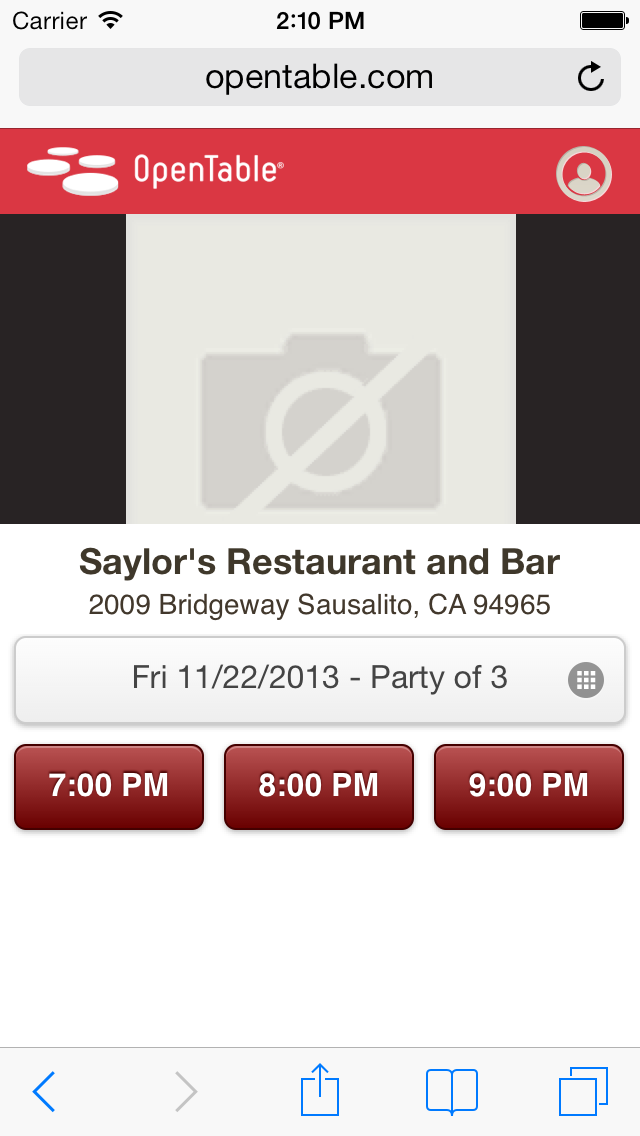 Carrier 2:10 PM
opentable.com
OpenTable®
Saylor's Restaurant and Bar
2009 Bridgeway Sausalito, CA 94965
Fri 11/22/2013 - Party of 3
7:00 PM 8:00 PM 9:00 PM